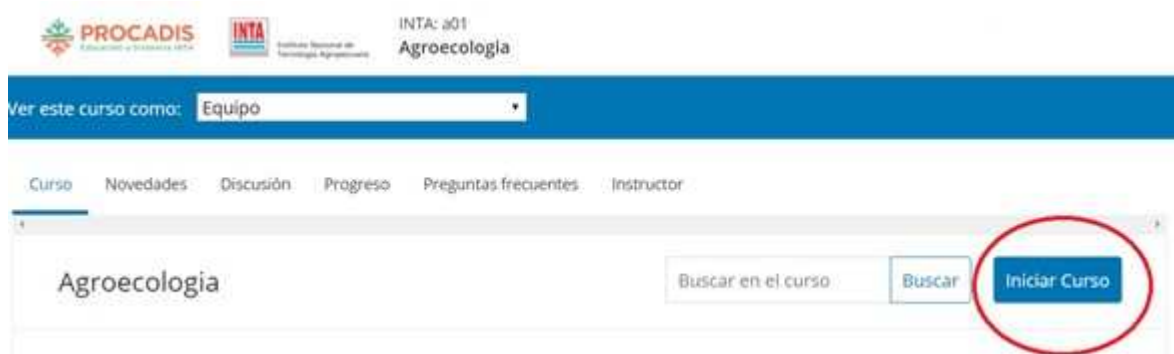 INTA: a01
PROCADIS
INTA
Agroecologia
Ver este curso como: Equipo
Curso Novedades Discusión Progreso Preguntas frecuentes Instructor
Agroecologia
Buscar en el curso Buscar Iniciar Curso